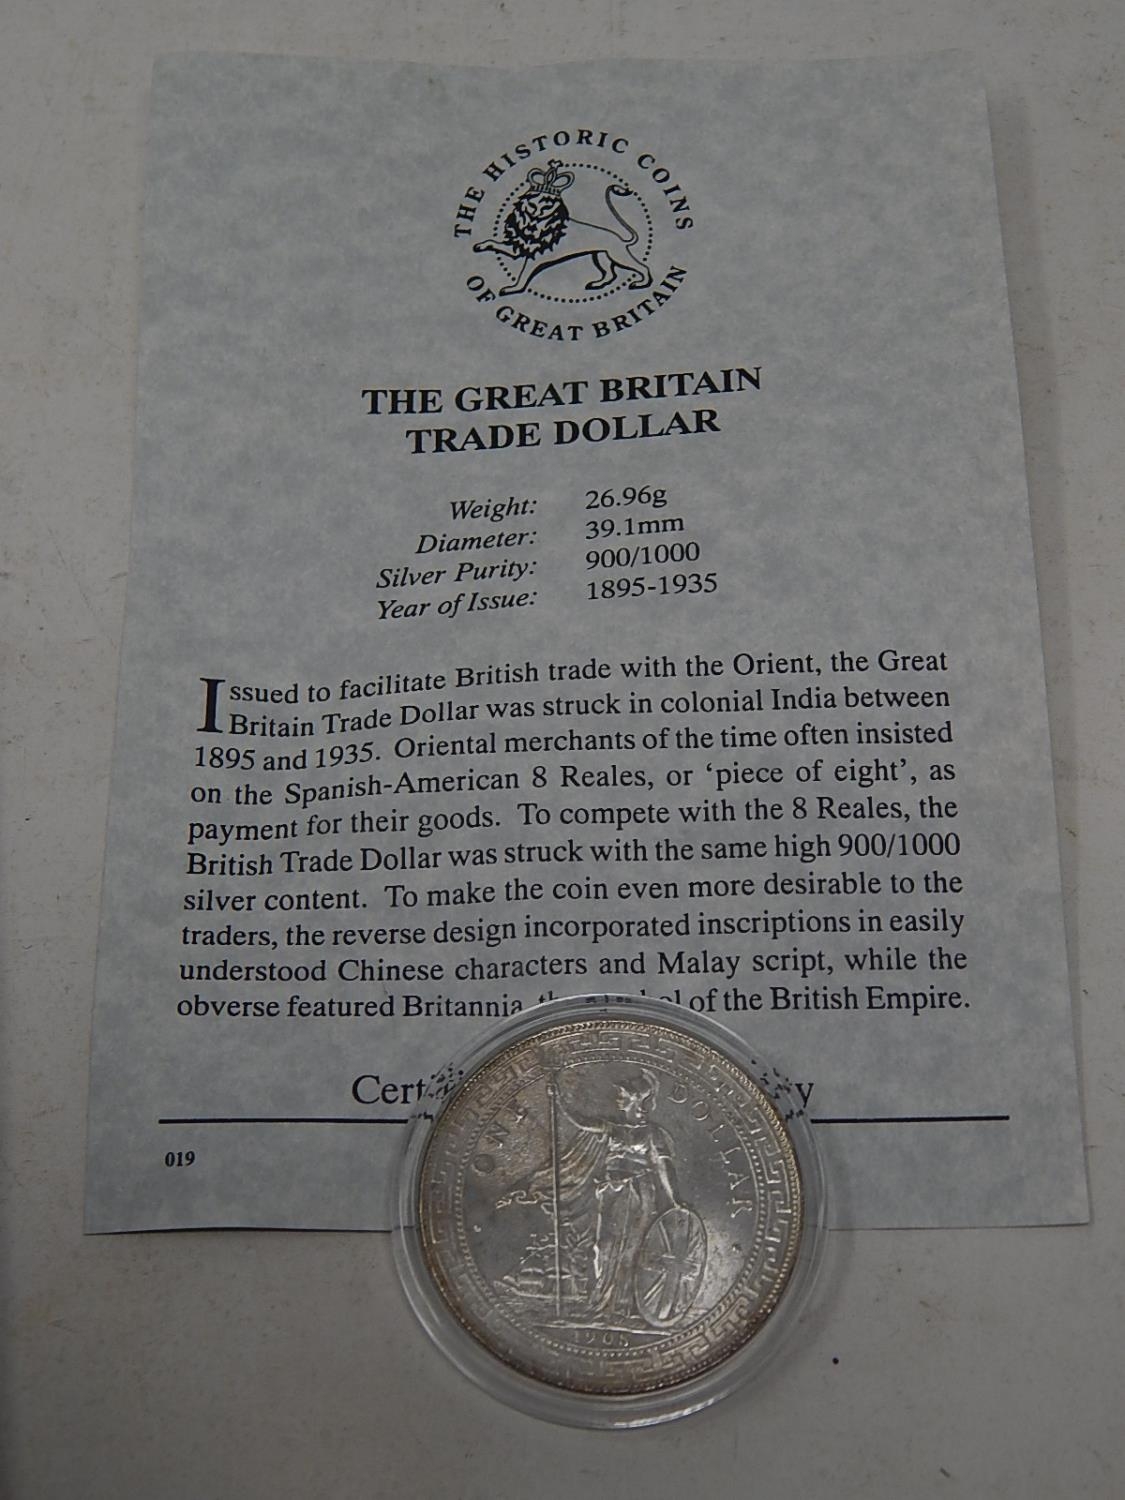 THE HISTORIC COINS
OF GREAT BRITAIN
THE GREAT BRITAIN
TRADE DOLLAR
Weight: 26.96g
Diameter: 39.1mm
Silver Purity: 900/1000
Year of Issue: 1895-1935
Issued to facilitate British trade with the Orient, the Great
Britain Trade Dollar was struck in colonial India between
1895 and 1935. Oriental merchants of the time often insisted
on the Spanish-American 8 Reales, or ‘piece of eight’, as
payment for their goods. To compete with the 8 Reales, the
British Trade Dollar was struck with the same high 900/1000
silver content. To make the coin even more desirable to the
traders, the reverse design incorporated inscriptions in easily
understood Chinese characters and Malay script, while the
obverse featured Britannia, of the British Empire.
019
ONE DOLLAR